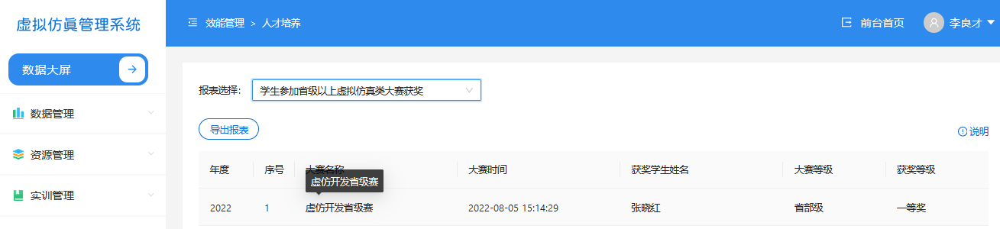 虚拟仿真管理系统
效能管理 > 人才培养
前台首页
李良才
数据大屏
报表选择：
学生参加省级以上虚拟仿真类大赛获奖
数据管理
导出报表
说明
资源管理
年度 序号 大赛名称 大赛时间 获奖学生姓名 大赛等级 获奖等级
虚仿开发省级赛
实训管理
2022 1 虚仿开发省级赛 2022-08-05 15:14:29 张晓红 省部级 一等奖